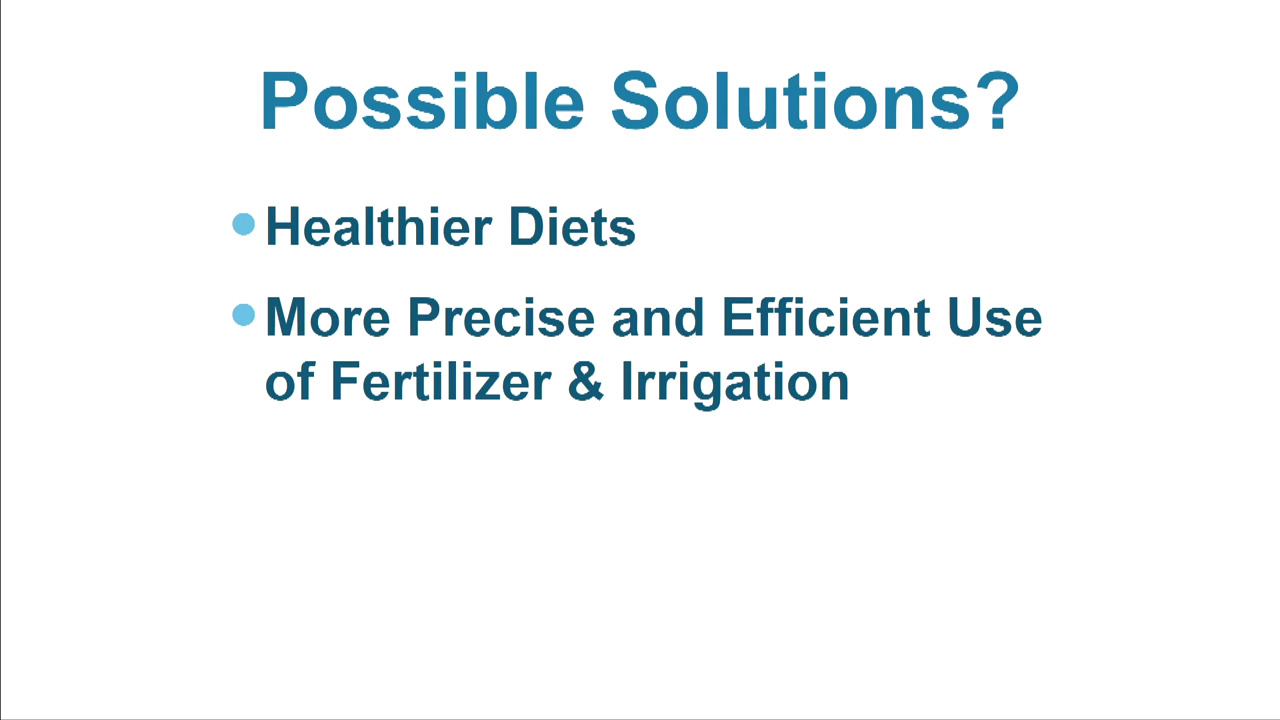 Possible Solutions?
• Healthier Diets
• More Precise and Efficient Use
of Fertilizer & Irrigation